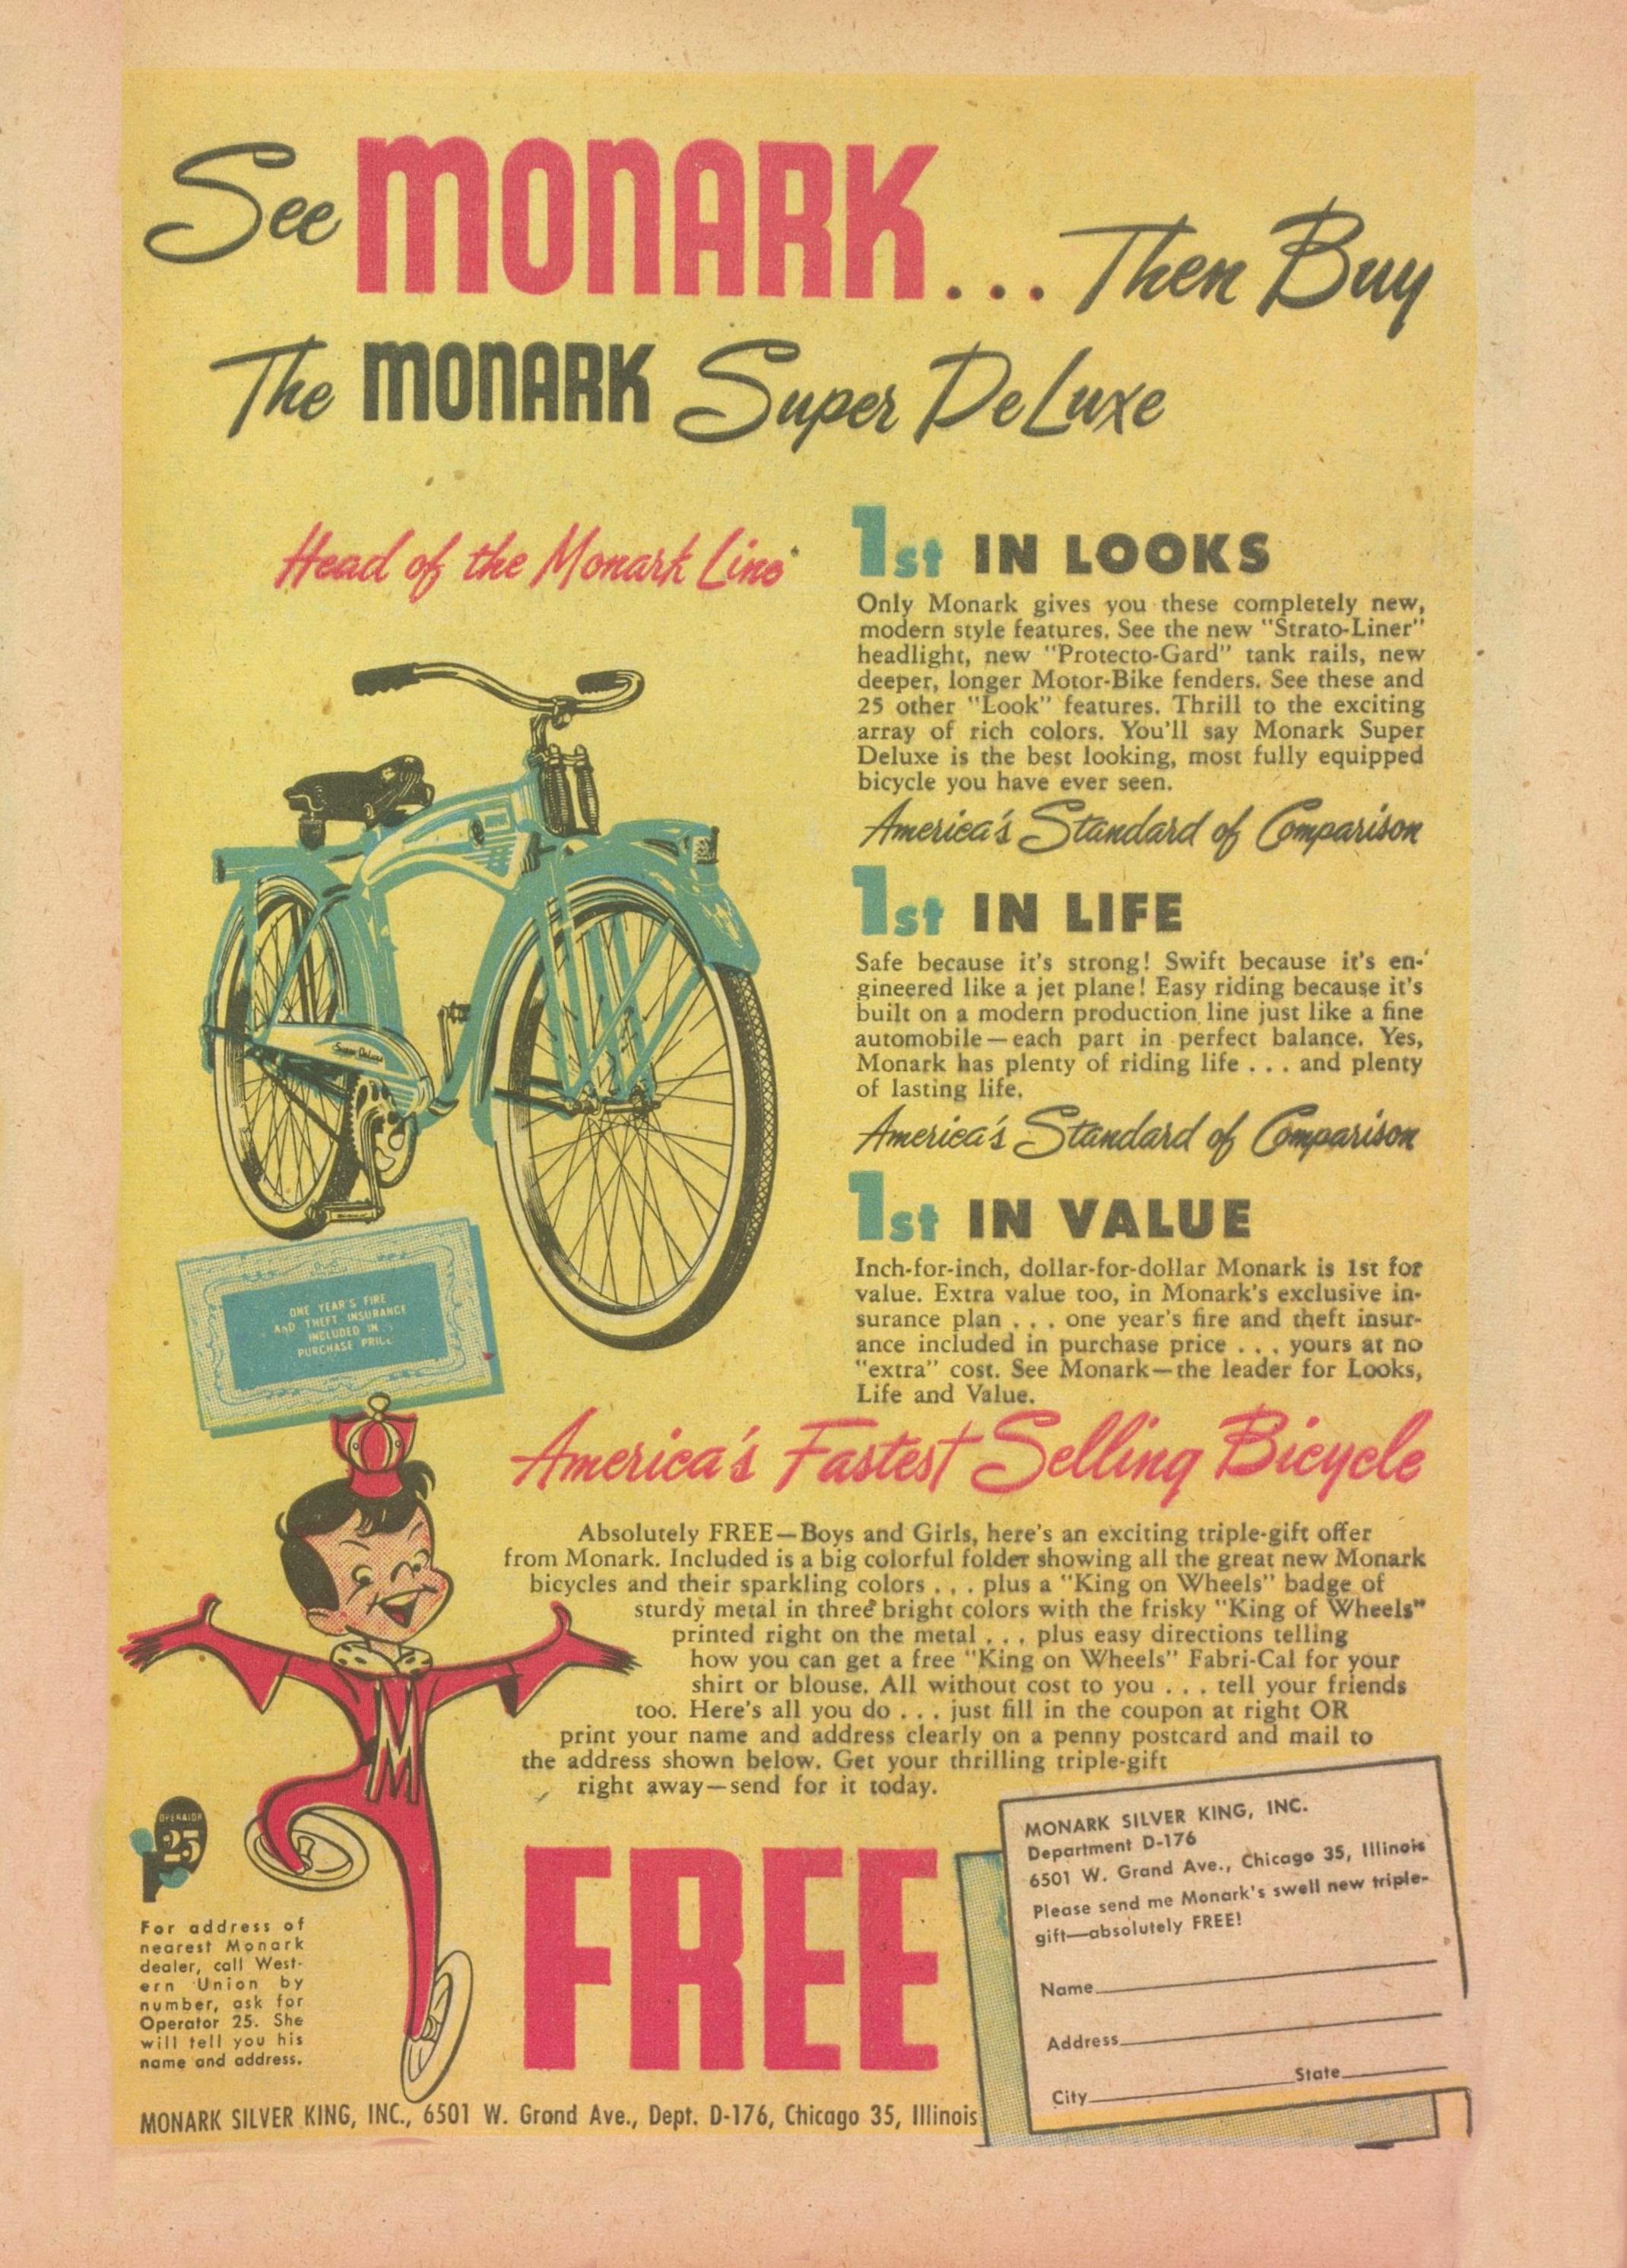 See MONARK... Then Buy
The MONARK Super DeLuxe
Head of the Monark Line
1st IN LOOKS
Only Monark gives you these completely new,
modern style features. See the new "Strato-Liner"
headlight, new "Protecto-Gard" tank rails, new
deeper, longer Motor-Bike fenders. See these and
25 other "Look" features. Thrill to the exciting
array of rich colors. You'll say Monark Super
Deluxe is the best looking, most fully equipped
bicycle you have ever seen.
America's Standard of Comparison
1st IN LIFE
Safe because it's strong! Swift because it's en-
gineered like a jet plane! Easy riding because it's
built on a modern production line just like a fine
automobile—each part in perfect balance. Yes,
Monark has plenty of riding life . . . and plenty
of lasting life.
America's Standard of Comparison
1st IN VALUE
Inch-for-inch, dollar-for-dollar Monark is 1st for
value. Extra value too, in Monark's exclusive in-
surance plan . . . one year's fire and theft insur-
ance included in purchase price . . . yours at no
"extra" cost. See Monark—the leader for Looks,
Life and Value.
Super DeLuxe
ONE YEAR'S FIRE
AND THEFT INSURANCE
INCLUDED IN
PURCHASE PRICE
America's Fastest Selling Bicycle
Absolutely FREE—Boys and Girls, here's an exciting triple-gift offer
from Monark. Included is a big colorful folder showing all the great new Monark
bicycles and their sparkling colors . . . plus a "King on Wheels" badge of
sturdy metal in three bright colors with the frisky "King of Wheels"
printed right on the metal . . . plus easy directions telling
how you can get a free "King on Wheels" Fabri-Cal for your
shirt or blouse. All without cost to you . . . tell your friends
too. Here's all you do . . . just fill in the coupon at right OR
print your name and address clearly on a penny postcard and mail to
the address shown below. Get your thrilling triple-gift
right away—send for it today.
M
OPERATOR
25
For address of
nearest Monark
dealer, call West-
ern Union by
number, ask for
Operator 25. She
will tell you his
name and address.
FREE
MONARK SILVER KING, INC.
Department D-176
6501 W. Grand Ave., Chicago 35, Illinois
Please send me Monark's swell new triple-
gift—absolutely FREE!
Name
Address
City State
MONARK SILVER KING, INC., 6501 W. Grand Ave., Dept. D-176, Chicago 35, Illinois